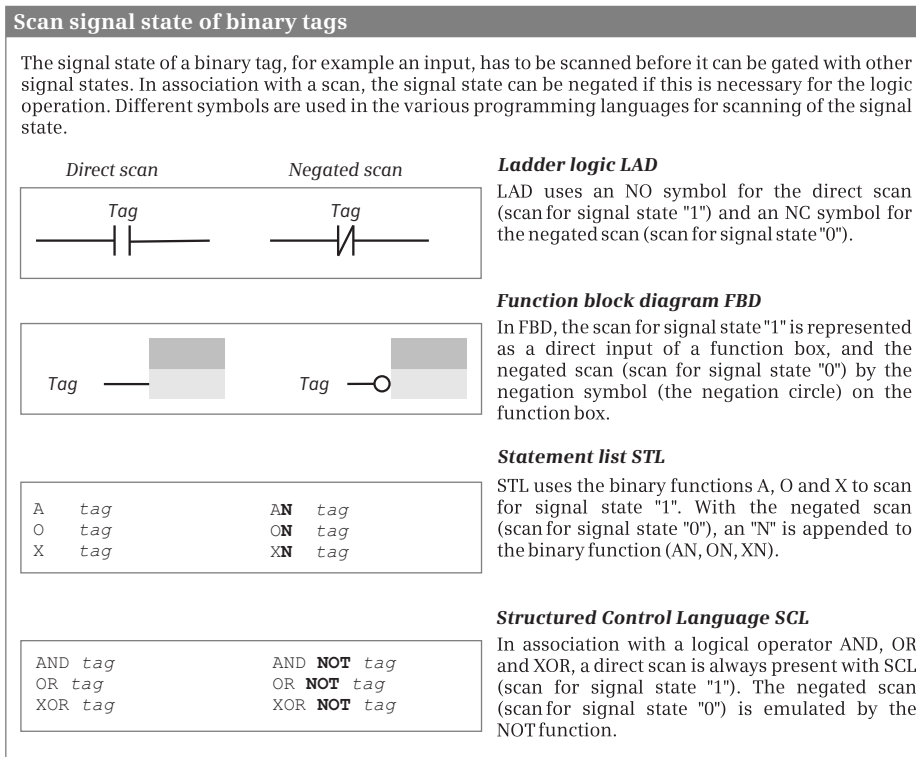 Scan signal state of binary tags
The signal state of a binary tag, for example an input, has to be scanned before it can be gated with other
signal states. In association with a scan, the signal state can be negated if this is necessary for the logic
operation. Different symbols are used in the various programming languages for scanning of the signal
state.
Direct scan Negated scan
Tag Tag
Ladder logic LAD
LAD uses an NO symbol for the direct scan
(scan for signal state "1") and an NC symbol for
the negated scan (scan for signal state "0").
Tag Tag
Function block diagram FBD
In FBD, the scan for signal state "1" is represented
as a direct input of a function box, and the
negated scan (scan for signal state "0") by the
negation symbol (the negation circle) on the
function box.
A tag AN tag
O tag ON tag
X tag XN tag
Statement list STL
STL uses the binary functions A, O and X to scan
for signal state "1". With the negated scan
(scan for signal state "0"), an "N" is appended to
the binary function (AN, ON, XN).
AND tag AND NOT tag
OR tag OR NOT tag
XOR tag XOR NOT tag
Structured Control Language SCL
In association with a logical operator AND, OR
and XOR, a direct scan is always present with SCL
(scan for signal state "1"). The negated scan
(scan for signal state "0") is emulated by the
NOT function.